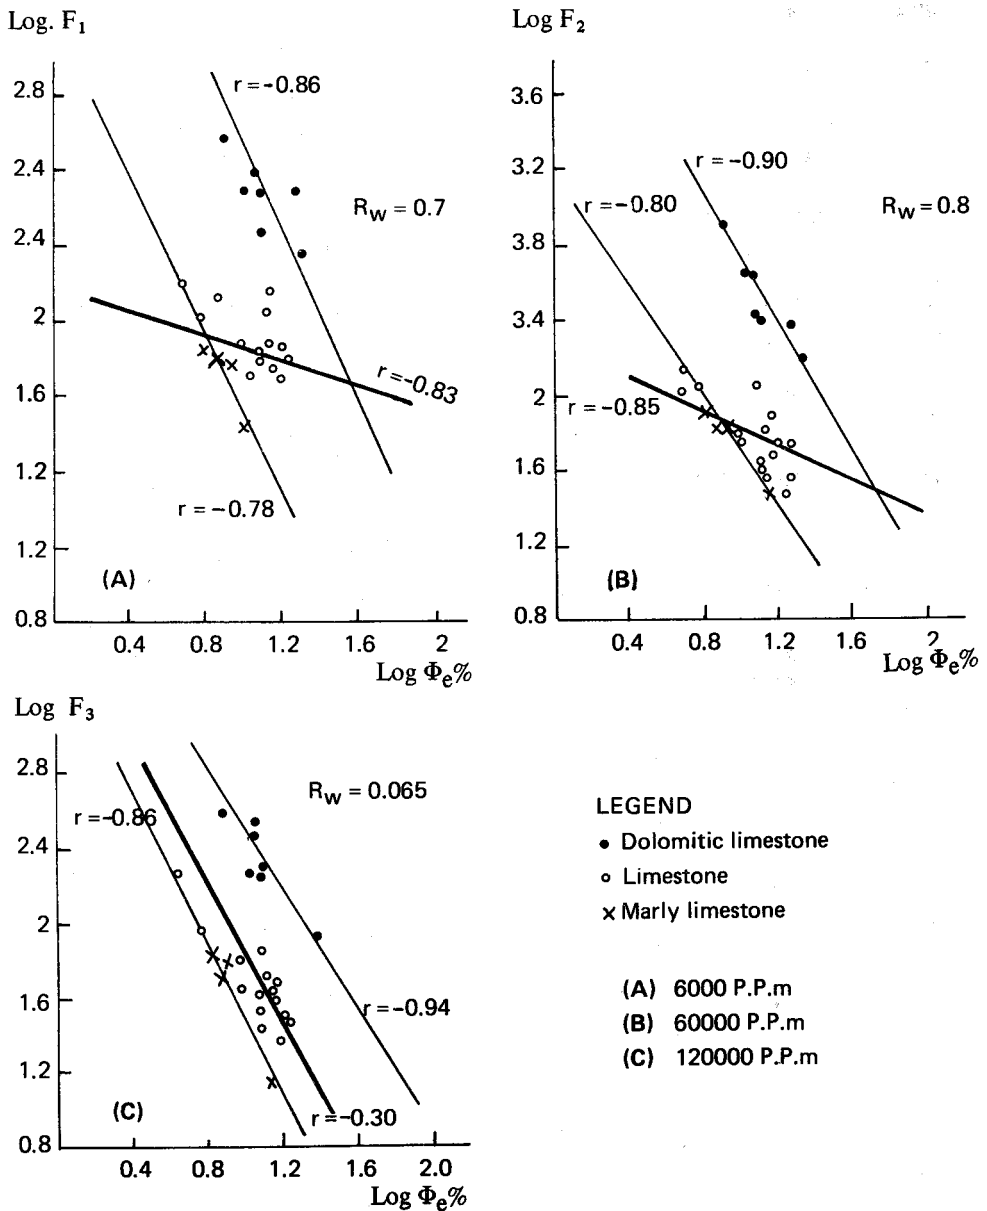 Log. F1
2.8
2.4
2.4
2
1.6
1.2
1.2
0.8
r = -0.86
RW = 0.7
r = -0.83
r = -0.78
(A)
0.4
0.8
1.2
1.6
2
Log Φe%
Log F2
3.6
3.2
3.8
3.4
2
1.6
1.2
0.8
r = -0.90
r = -0.80
RW = 0.8
r = -0.85
(B)
0.4
0.8
1.2
1.6
2
Log Φe%
Log F3
2.8
2.4
2
1.6
1.2
0.8
RW = 0.065
r = -0.86
r = -0.94
r = -0.30
(C)
0.4
0.8
1.2
1.6
2.0
Log Φe%
LEGEND
Dolomitic limestone
Limestone
Marly limestone
(A) 6000 P.P.m
(B) 60000 P.P.m
(C) 120000 P.P.m